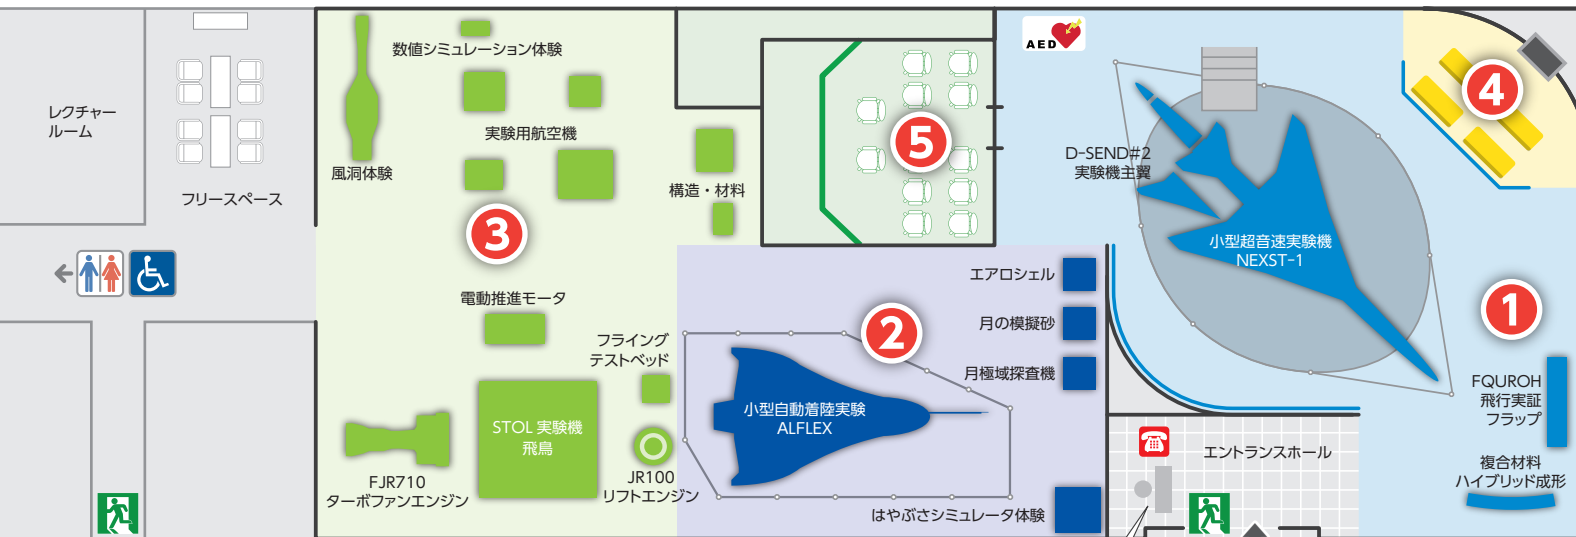 レクチャー
ルーム
フリースペース
風洞体験
数値シミュレーション体験
実験用航空機
構造・材料
3
電動推進モータ
フライング
テストベッド
STOL 実験機
飛鳥
FJR710
ターボファンエンジン
JR100
リフトエンジン
5
2
エアロシェル
月の模擬砂
月極域探査機
小型自動着陸実験
ALFLEX
はやぶさシミュレータ体験
AED
D-SEND#2
実験機主翼
小型超音速実験機
NEXST-1
4
1
FQUROH
飛行実証
フラップ
複合材料
ハイブリッド成形
エントランスホール